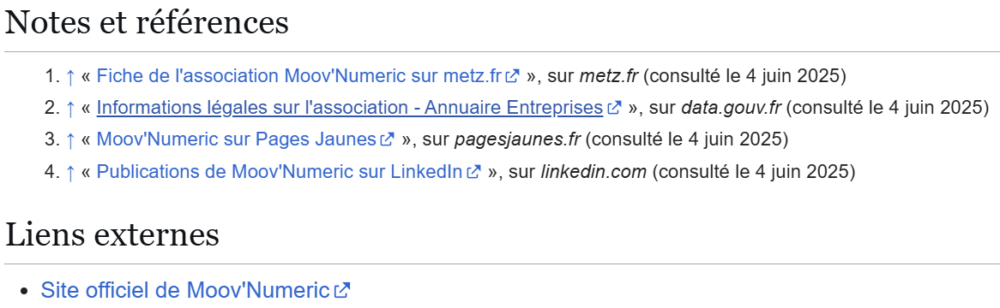 Notes et références
1. ↑ « Fiche de l'association Moov'Numeric sur metz.fr », sur metz.fr (consulté le 4 juin 2025)
2. ↑ « Informations légales sur l'association - Annuaire Entreprises », sur data.gouv.fr (consulté le 4 juin 2025)
3. ↑ « Moov'Numeric sur Pages Jaunes », sur pagesjaunes.fr (consulté le 4 juin 2025)
4. ↑ « Publications de Moov'Numeric sur LinkedIn », sur linkedin.com (consulté le 4 juin 2025)
Liens externes
• Site officiel de Moov'Numeric